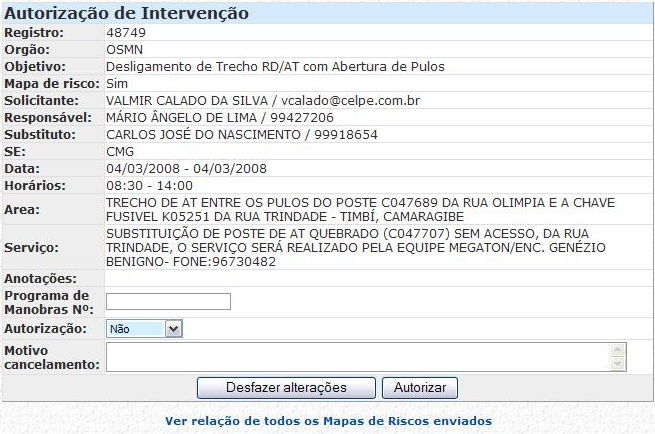 Autorização de Intervenção
Registro: 48749
Orgão: OSMN
Objetivo: Desligamento de Trecho RD/AT com Abertura de Pulos
Mapa de risco: Sim
Solicitante: VALMIR CALADO DA SILVA / vcalado@celpe.com.br
Responsável: MÁRIO ÂNGELO DE LIMA / 99427206
Substituto: CARLOS JOSÉ DO NASCIMENTO / 99918654
SE: CMG
Data: 04/03/2008 - 04/03/2008
Horários: 08:30 - 14:00
Area: TRECHO DE AT ENTRE OS PULOS DO POSTE C047689 DA RUA OLIMPIA E A CHAVE
FUSIVEL K05251 DA RUA TRINDADE - TIMBÍ, CAMARAGIBE
Serviço: SUBSTITUIÇÃO DE POSTE DE AT QUEBRADO (C047707) SEM ACESSO, DA RUA
TRINDADE, O SERVIÇO SERÁ REALIZADO PELA EQUIPE MEGATON/ENC. GENÉZIO
BENIGNO- FONE:96730482
Anotações:
Programa de
Manobras Nº:
Autorização: Não
Motivo
cancelamento:
Desfazer alterações Autorizar
Ver relação de todos os Mapas de Riscos enviados